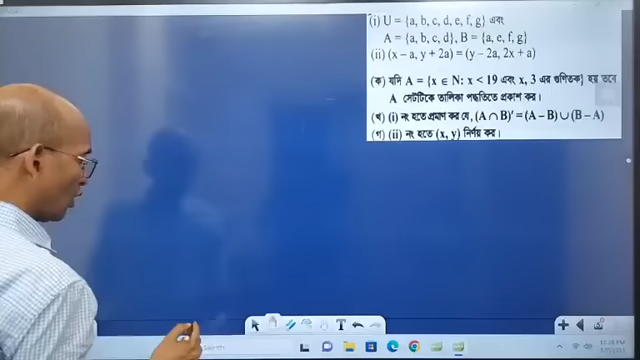 (i) U = {a, b, c, d, e, f, g} এবং
A = {a, b, c, d}, B = {a, e, f, g}
(ii) (x – a, y + 2a) = (y – 2a, 2x + a)
(ক) যদি A = {x ∈ N: x < 19 এবং x, 3 এর গুণিতক} হয় তবে
A সেটটিকে তালিকা পদ্ধতিতে প্রকাশ কর।
(খ) (i) নং হতে প্রমাণ কর যে, (A ∩ B)′ = (A – B) ∪ (B – A)
(গ) (ii) নং হতে (x, y) নির্ণয় কর।